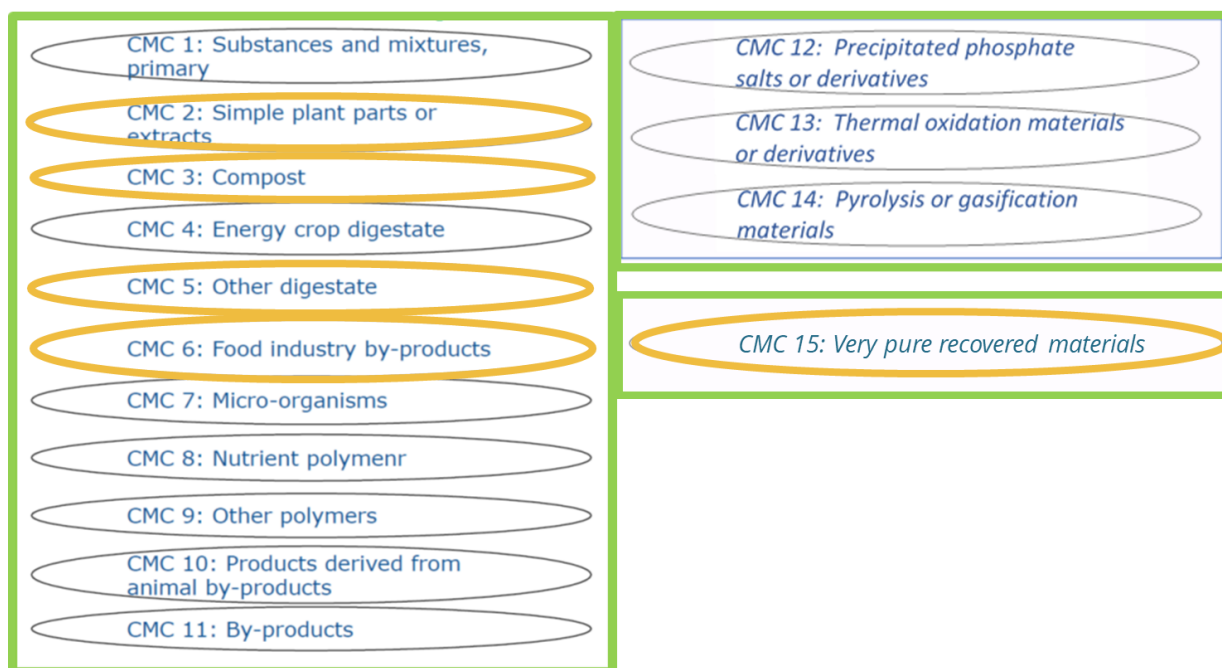 CMC 1: Substances and mixtures,
primary
CMC 2: Simple plant parts or
extracts
CMC 3: Compost
CMC 4: Energy crop digestate
CMC 5: Other digestate
CMC 6: Food industry by-products
CMC 7: Micro-organisms
CMC 8: Nutrient polymenr
CMC 9: Other polymers
CMC 10: Products derived from
animal by-products
CMC 11: By-products
CMC 12: Precipitated phosphate
salts or derivatives
CMC 13: Thermal oxidation materials
or derivatives
CMC 14: Pyrolysis or gasification
materials
CMC 15: Very pure recovered materials